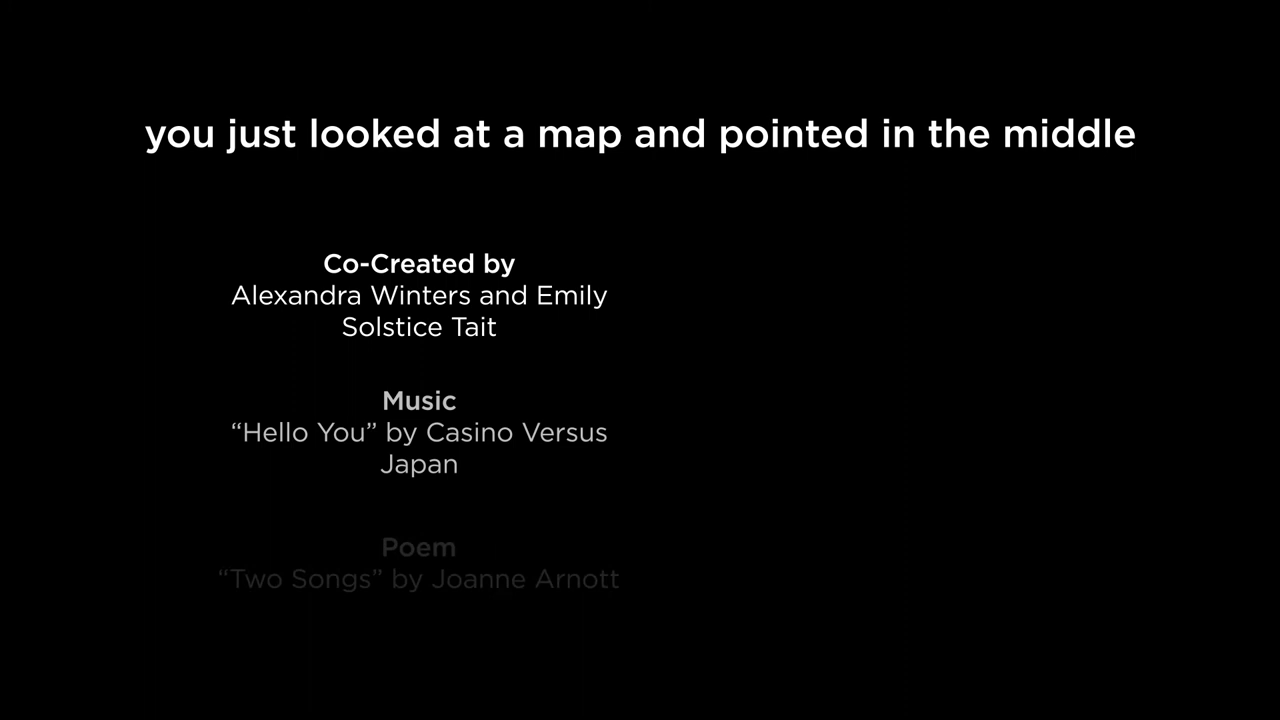 you just looked at a map and pointed in the middle
Co-Created by
Alexandra Winters and Emily
Solstice Tait
Music
“Hello You” by Casino Versus
Japan
Poem
“Two Songs” by Joanne Arnott